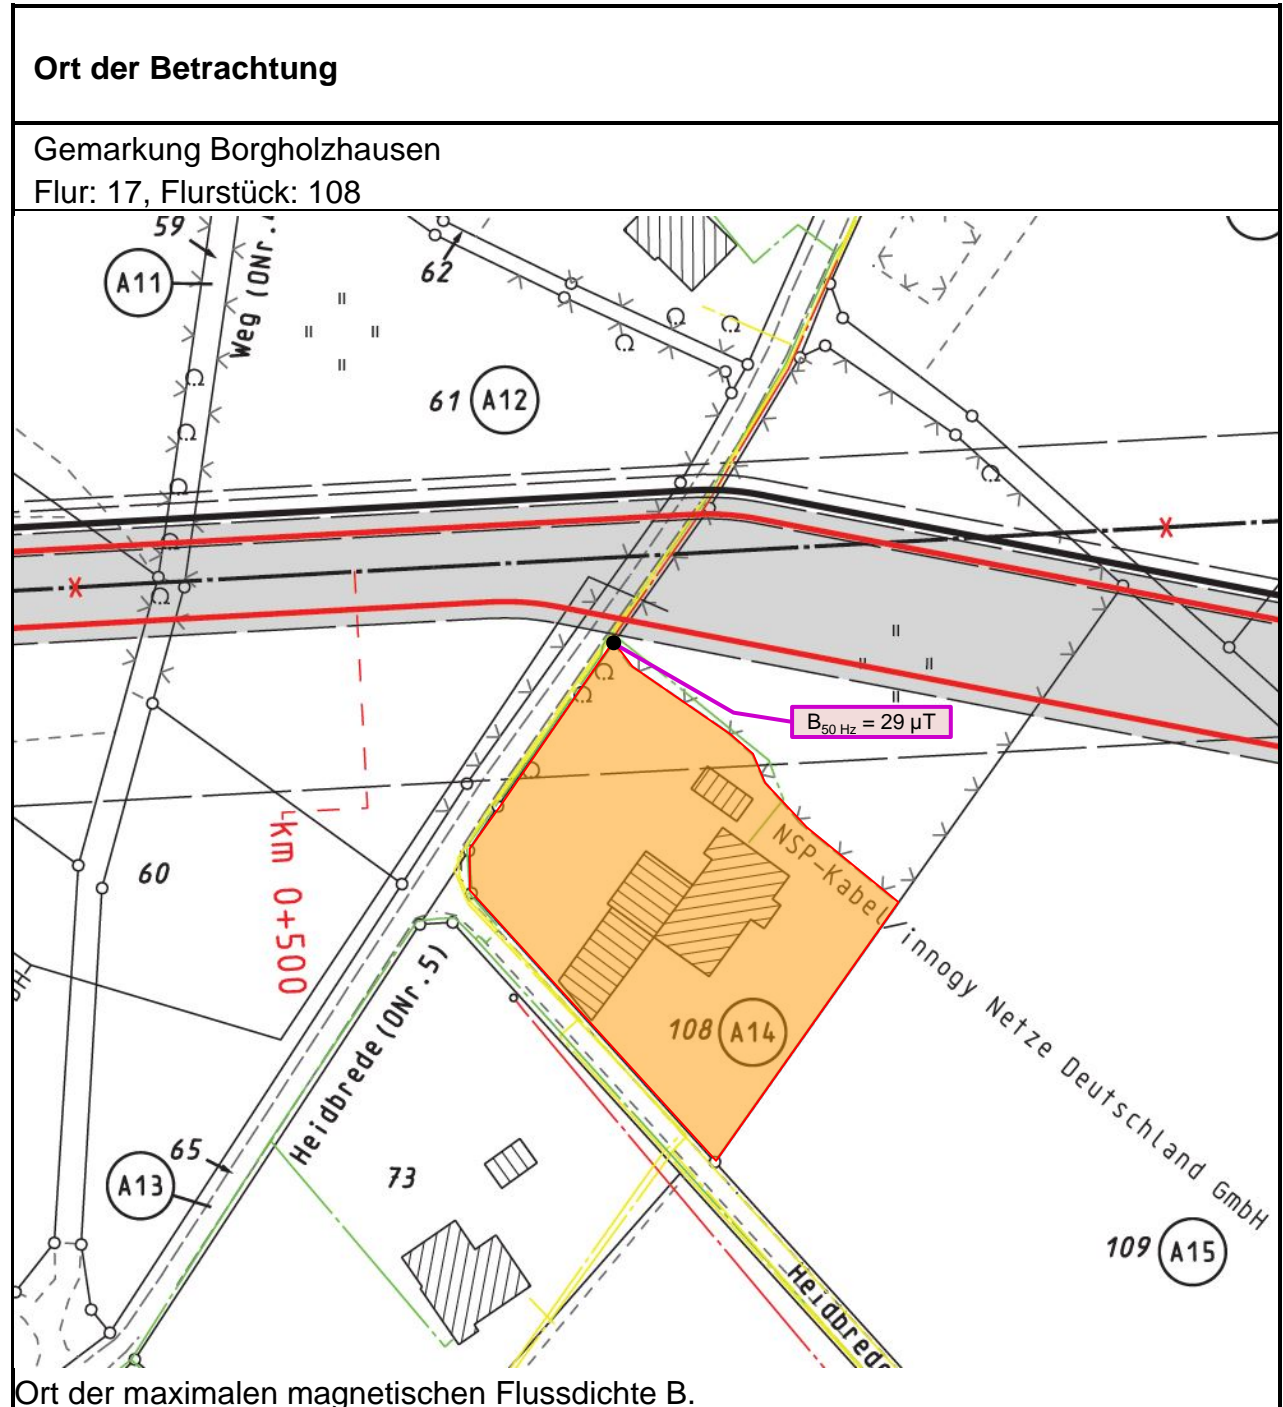 Ort der Betrachtung
Gemarkung Borgholzhausen
Flur: 17, Flurstück: 108
59
A11
Weg (ONr.
62
61
A12
B50 Hz = 29 µT
NSP-Kabel innogy Netze Deutschland GmbH
km 0+500
60
108
A14
Heidbrede (ONr. 5)
65
A13
73
109
A15
Heidbrede
Ort der maximalen magnetischen Flussdichte B.